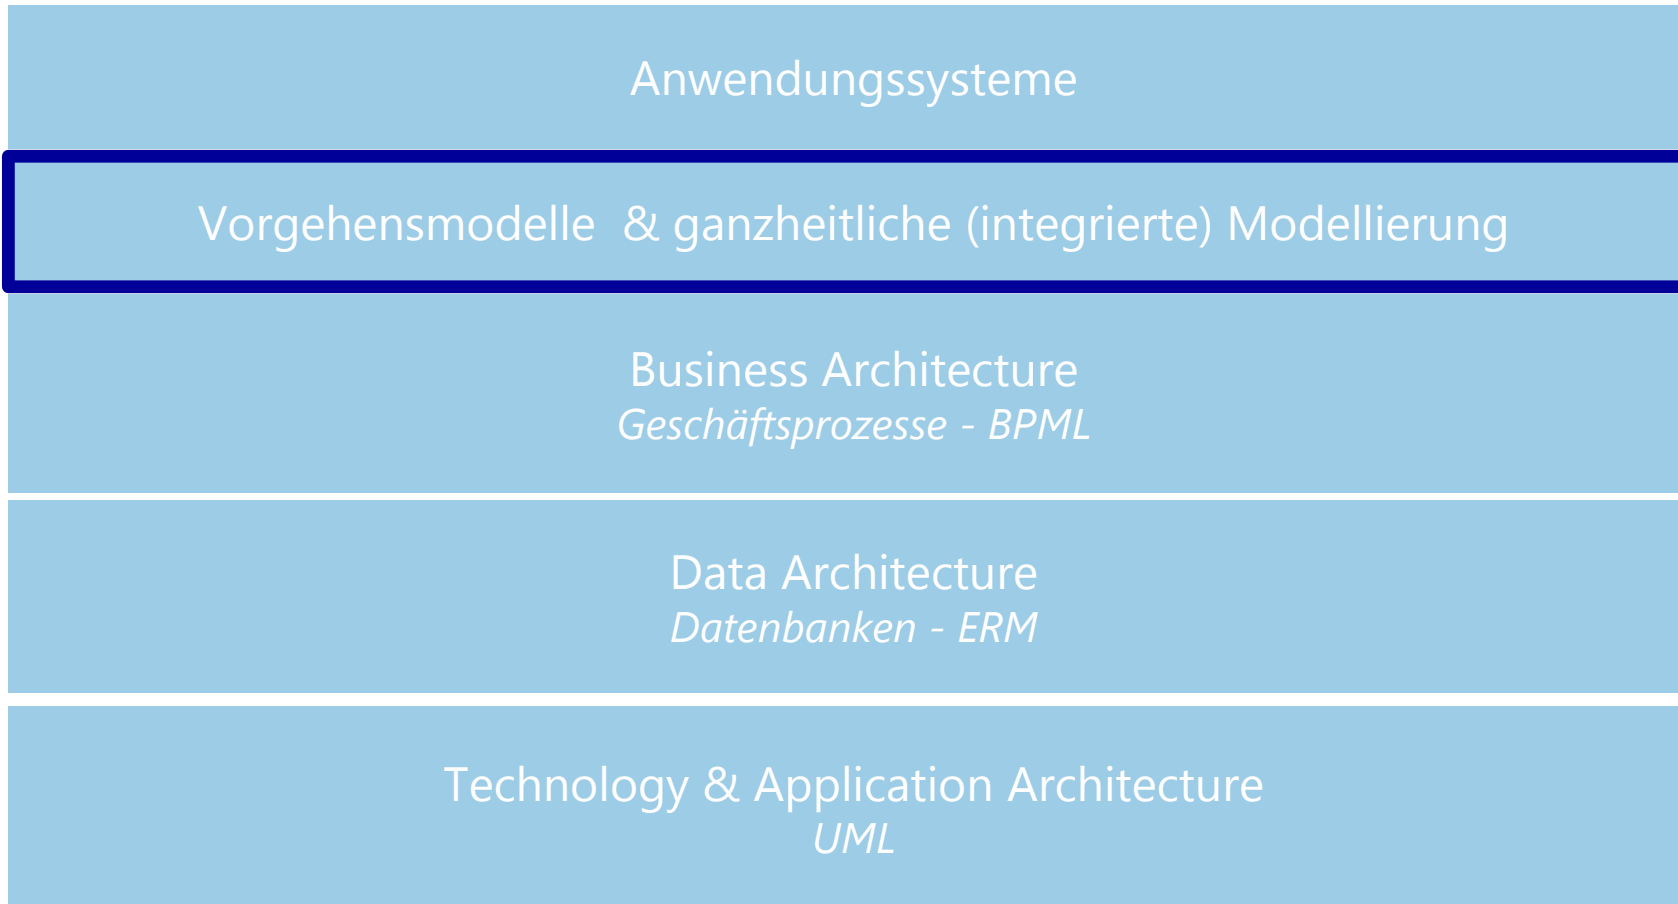 Anwendungssysteme
Vorgehensmodelle & ganzheitliche (integrierte) Modellierung
Business Architecture
Geschäftsprozesse - BPML
Data Architecture
Datenbanken - ERM
Technology & Application Architecture
UML